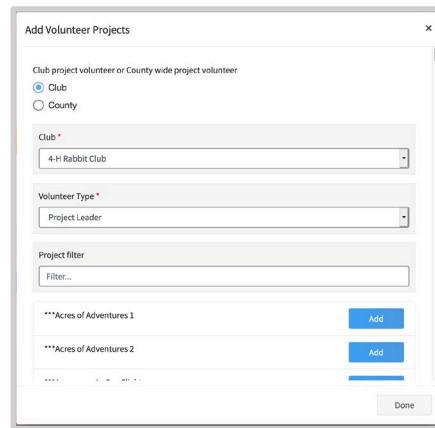 Add Volunteer Projects
×
Club project volunteer or County wide project volunteer
Club
County
Club *
4-H Rabbit Club
Volunteer Type *
Project Leader
Project filter
Filter...
***Acres of Adventures 1
Add
***Acres of Adventures 2
Add
Done